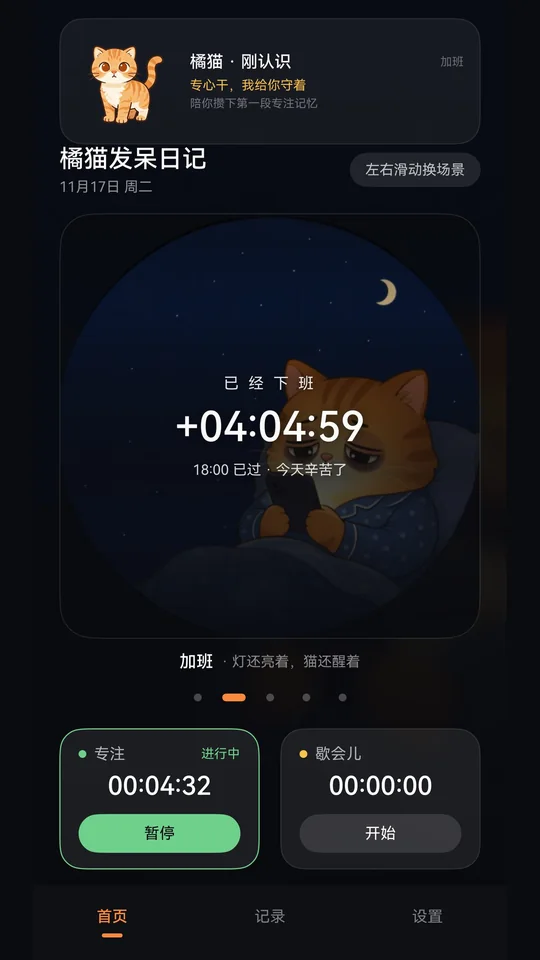 橘猫 · 刚认识
加班
专心干，我给你守着
陪你攒下第一段专注记忆
橘猫发呆日记
11月17日 周二
左右滑动换场景
已经下班
+04:04:59
18:00 已过 · 今天辛苦了
加班 · 灯还亮着，猫还醒着
专注
进行中
00:04:32
暂停
歇会儿
00:00:00
开始
首页
记录
设置